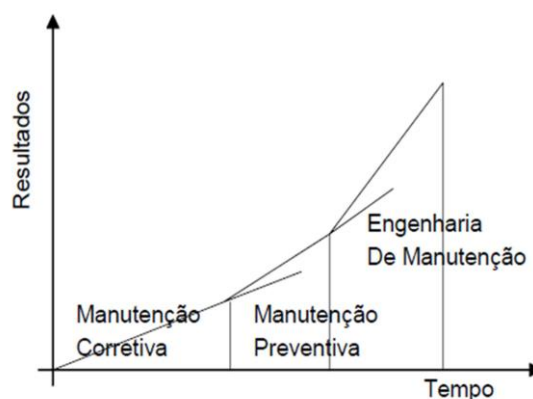 Resultados
Engenharia
De Manutenção
Manutenção
Corretiva
Manutenção
Preventiva
Tempo